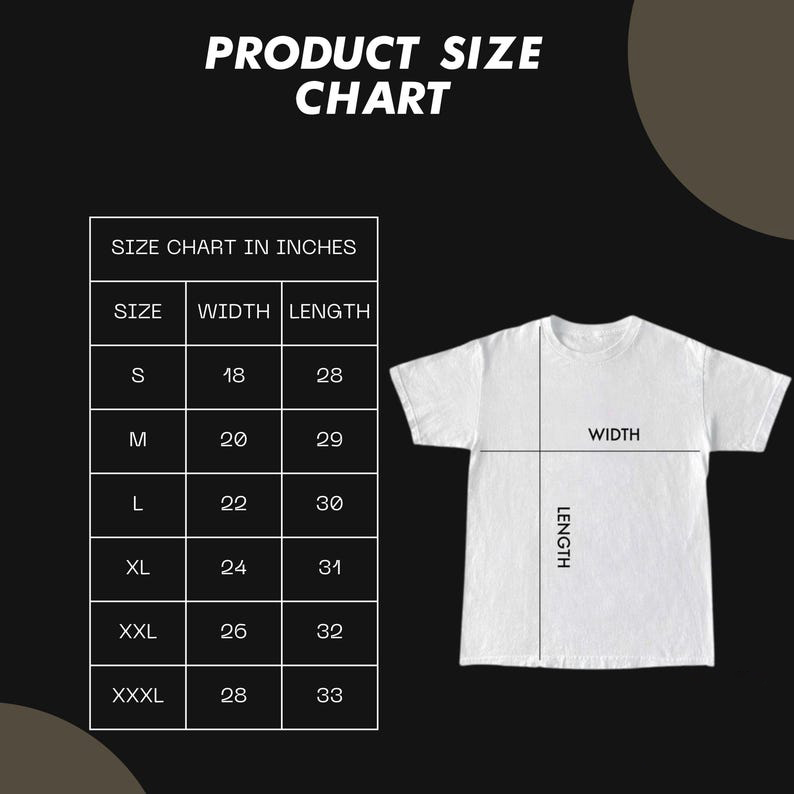 PRODUCT SIZE
CHART
SIZE CHART IN INCHES
SIZE WIDTH LENGTH
S 18 28
M 20 29
L 22 30
XL 24 31
XXL 26 32
XXXL 28 33
WIDTH
LENGTH